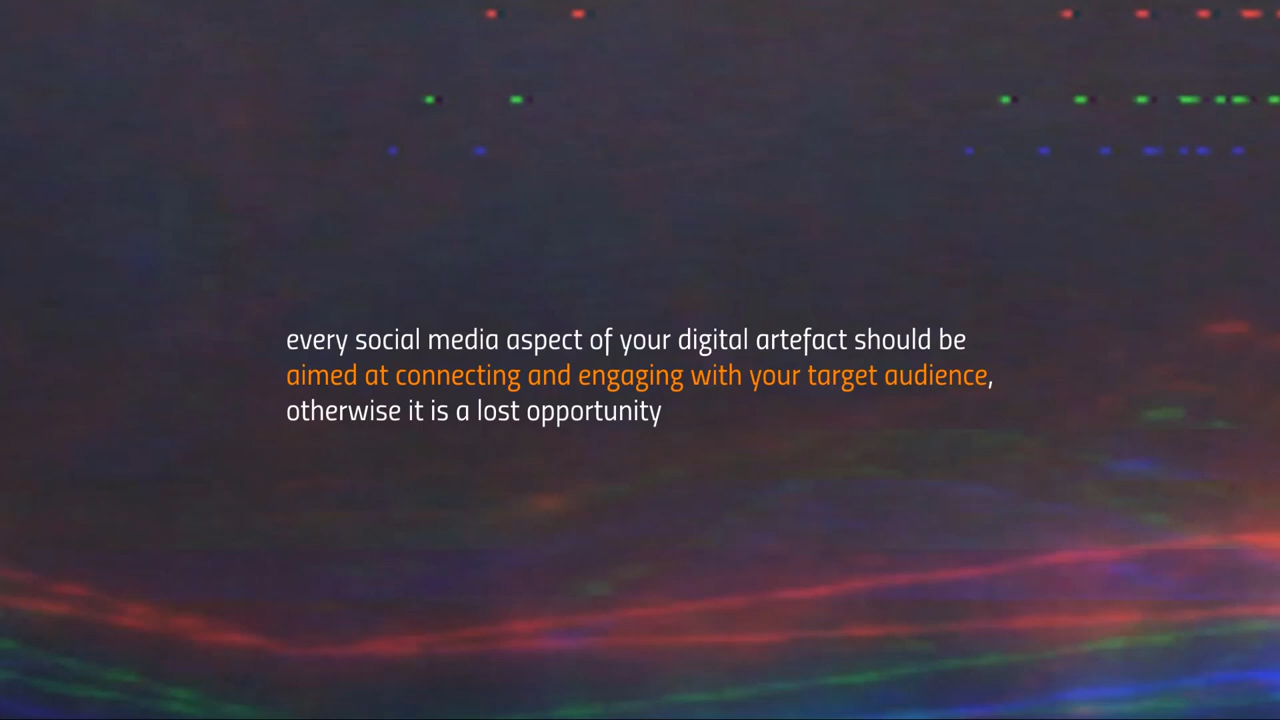 every social media aspect of your digital artefact should be
aimed at connecting and engaging with your target audience,
otherwise it is a lost opportunity